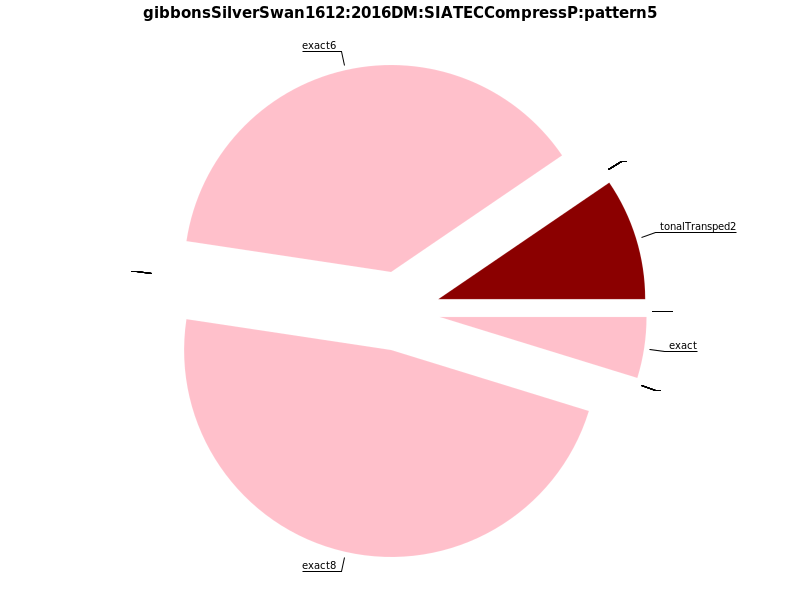 gibbonsSilverSwan1612:2016DM:SIATECCompressP:pattern5
exact6
tonalTransped2
exact
exact8